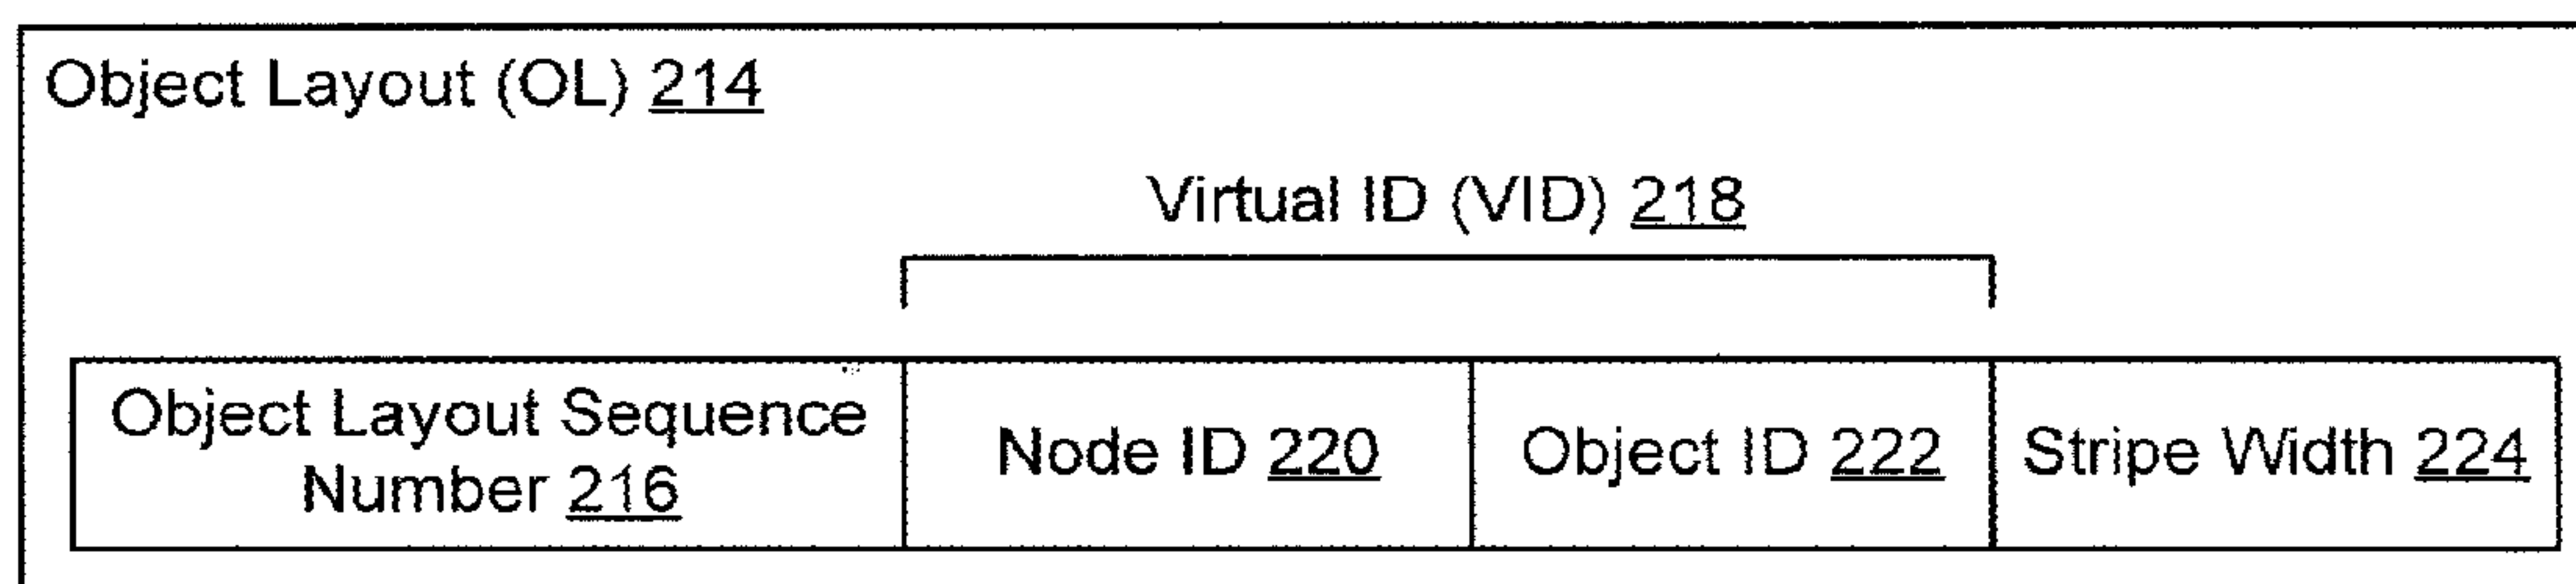 Object Layout (OL) 214
Virtual ID (VID) 218
Object Layout Sequence
Number 216
Node ID 220
Object ID 222
Stripe Width 224